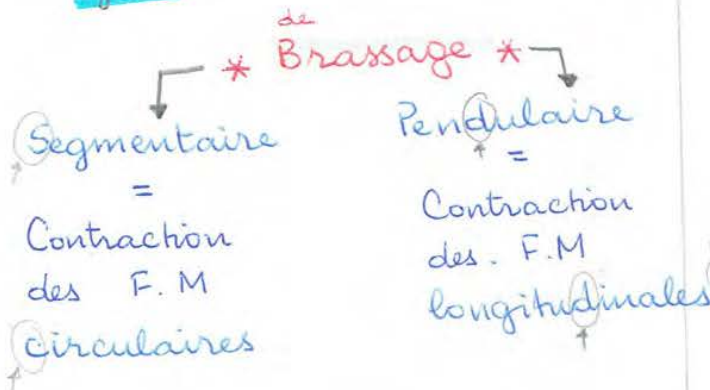 de
* Brassage *
Segmentaire
=
Contraction
des F.M
circulaires
Pendulaire
=
Contraction
des. F.M
longitudinales